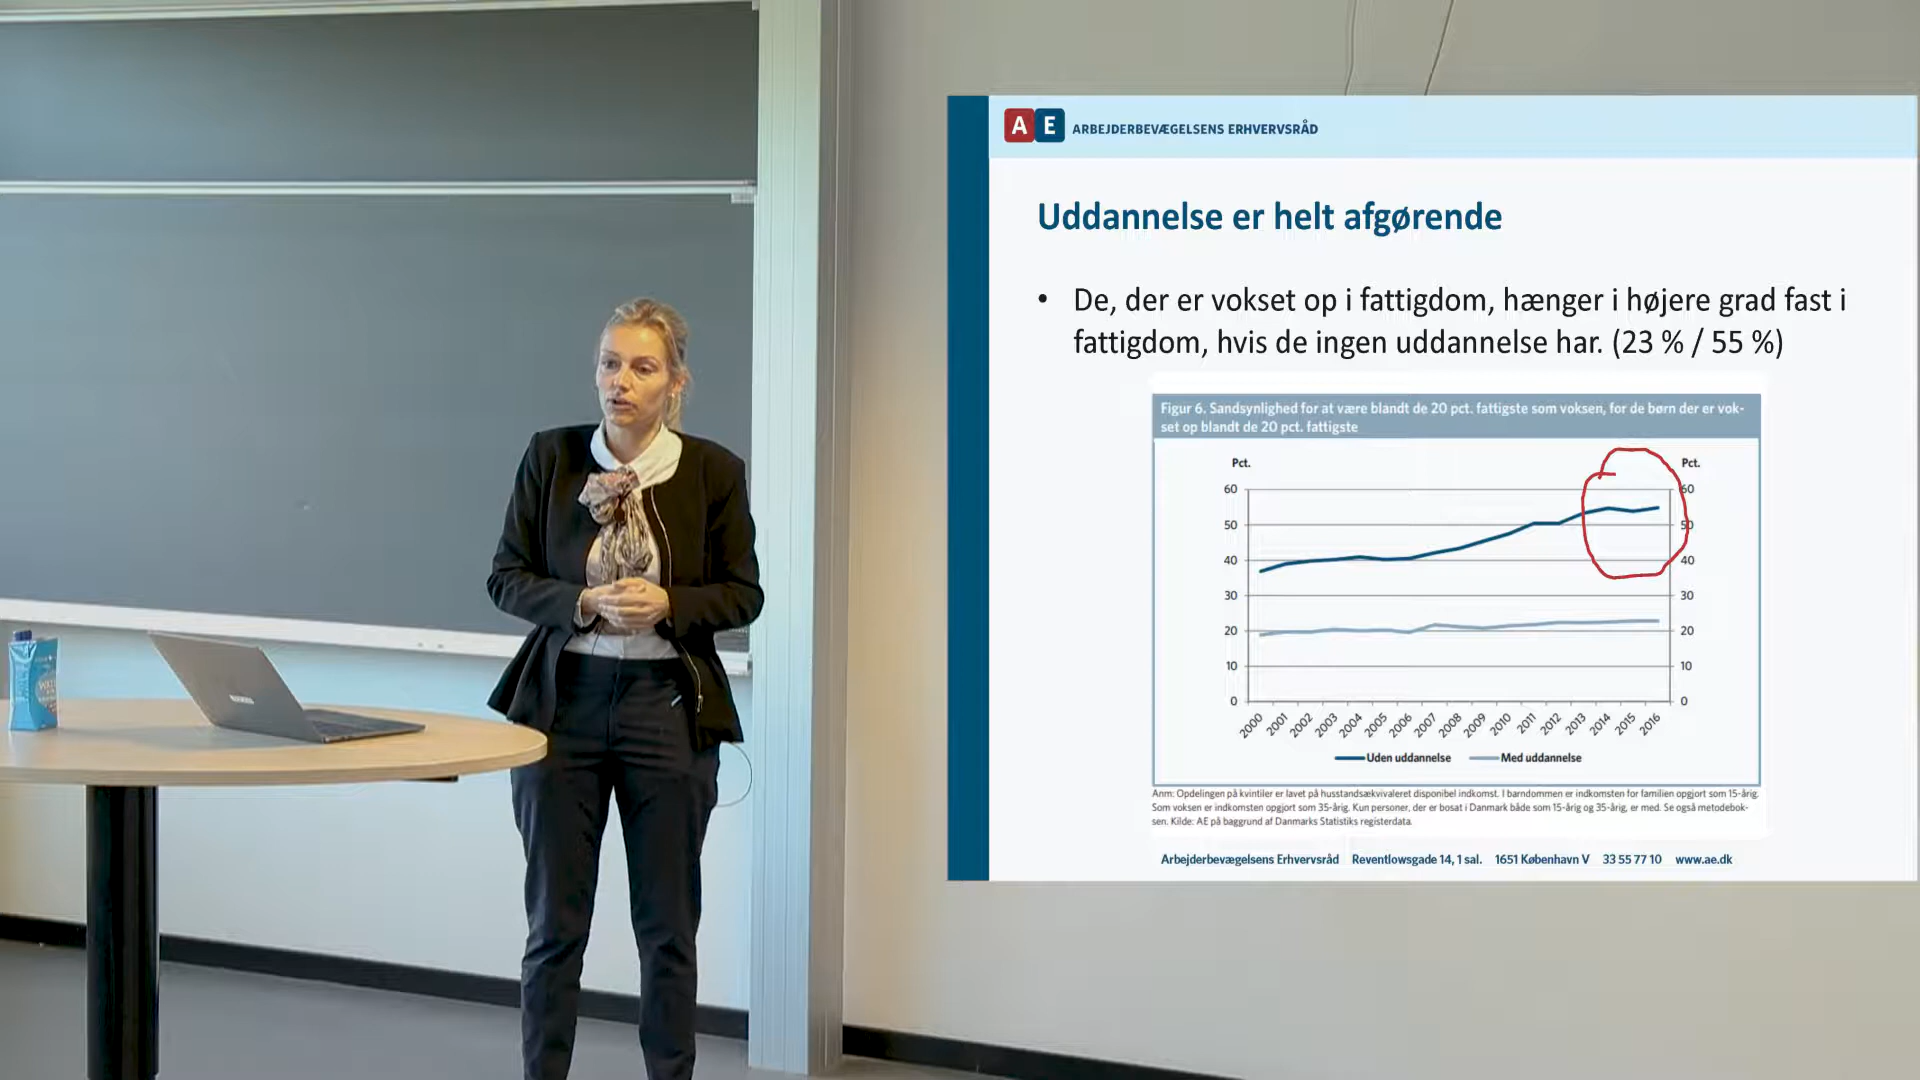 A E ARBEJDERBEVÆGELSENS ERHVERVSRÅD
Uddannelse er helt afgørende
• De, der er vokset op i fattigdom, hænger i højere grad fast i
fattigdom, hvis de ingen uddannelse har. (23 % / 55 %)
Figur 6. Sandsynlighed for at være blandt de 20 pct. fattigste som voksen, for de børn der er vok-
set op blandt de 20 pct. fattigste
Pct. Pct.
60 60
50 50
40 40
30 30
20 20
10 10
0 0
2000 2001 2002 2003 2004 2005 2006 2007 2008 2009 2010 2011 2012 2013 2014 2015 2016
Uden uddannelse Med uddannelse
Anm: Opdelingen på kvintiler er lavet på husstandsækvivaleret disponibel indkomst. I barndommen er indkomsten for familien opgjort som 15-årig.
Som voksen er indkomsten opgjort som 35-årig. Kun personer, der er bosat i Danmark både som 15-årig og 35-årig, er med. Se også metodebok-
sen. Kilde: AE på baggrund af Danmarks Statistiks registerdata.
Arbejderbevægelsens Erhvervsråd Reventlowsgade 14, 1 sal. 1651 København V 33 55 77 10 www.ae.dk